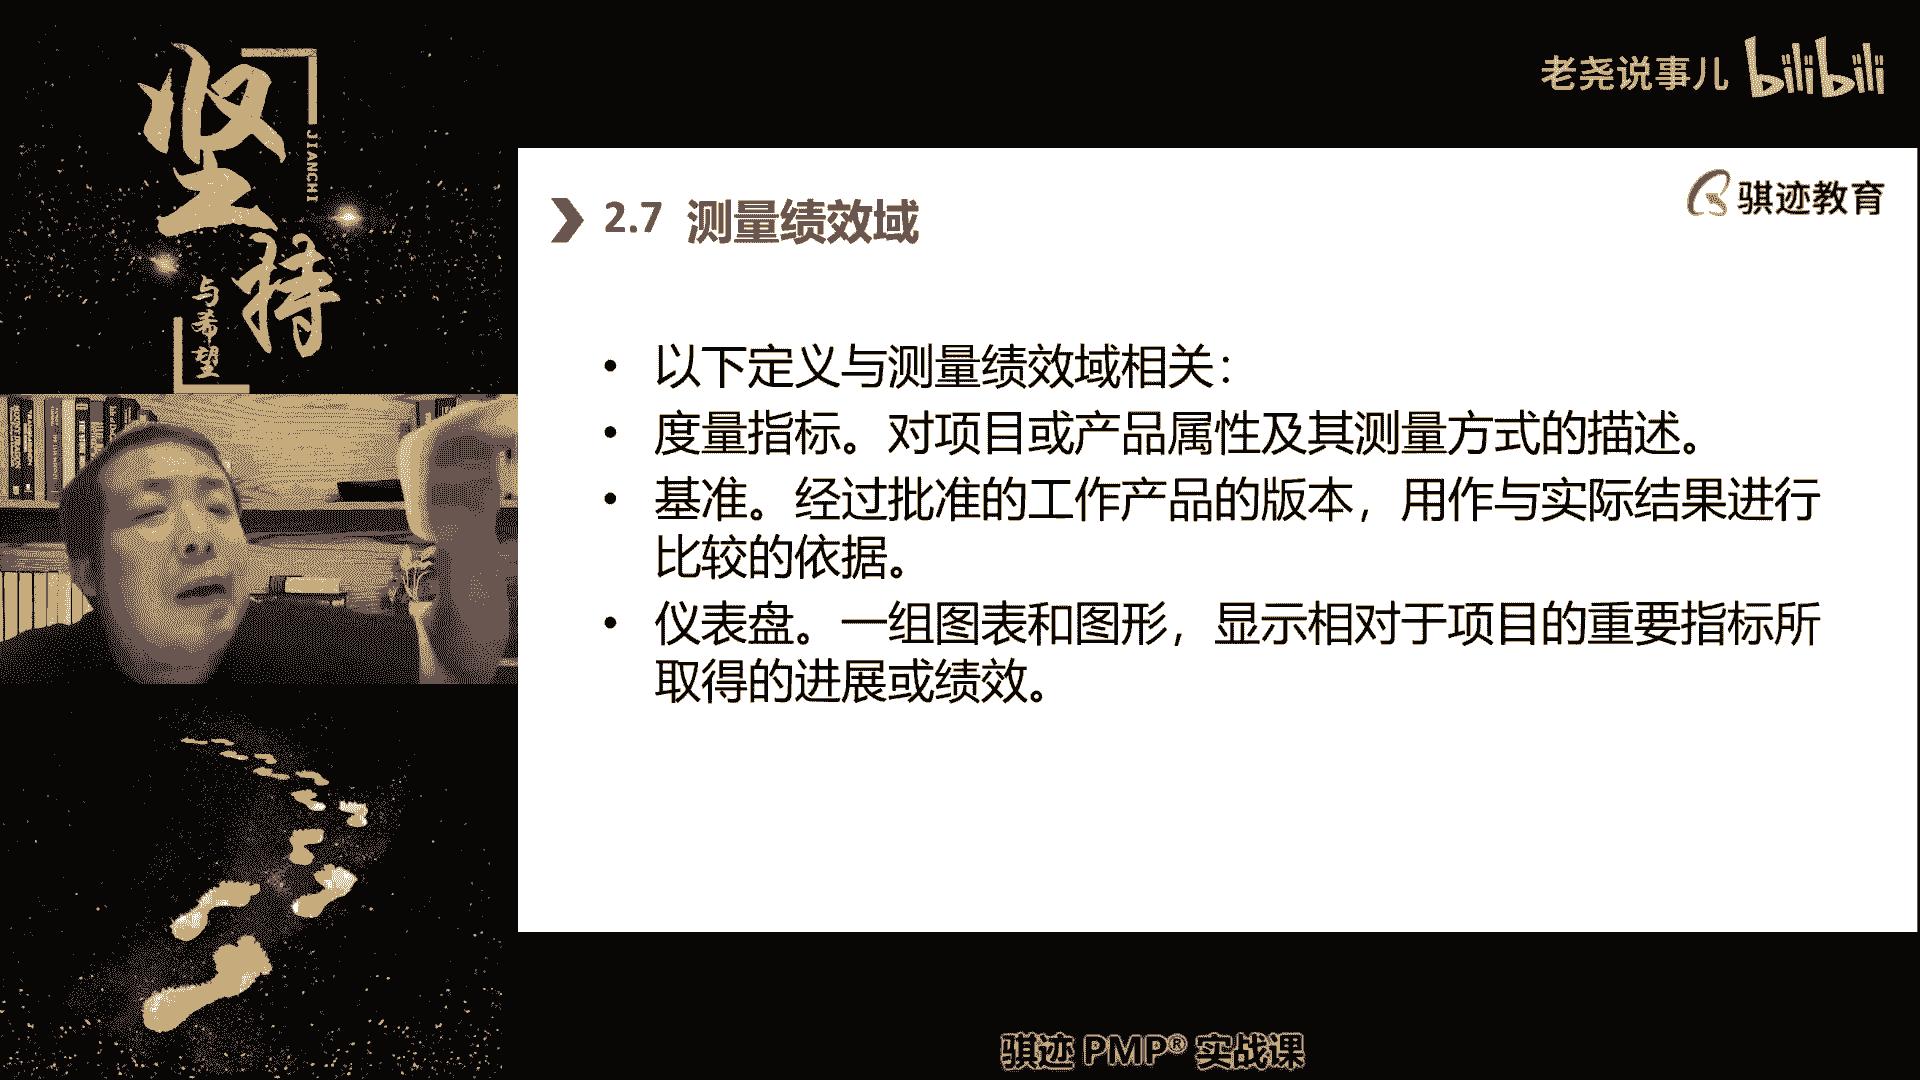 坚持
JIANCHI
与希望
老尧说事儿 bilibili
骐迹教育
2.7 测量绩效域
• 以下定义与测量绩效域相关：
• 度量指标。对项目或产品属性及其测量方式的描述。
• 基准。经过批准的工作产品的版本，用作与实际结果进行
比较的依据。
• 仪表盘。一组图表和图形，显示相对于项目的重要指标所
取得的进展或绩效。
骐迹 PMP® 实战课